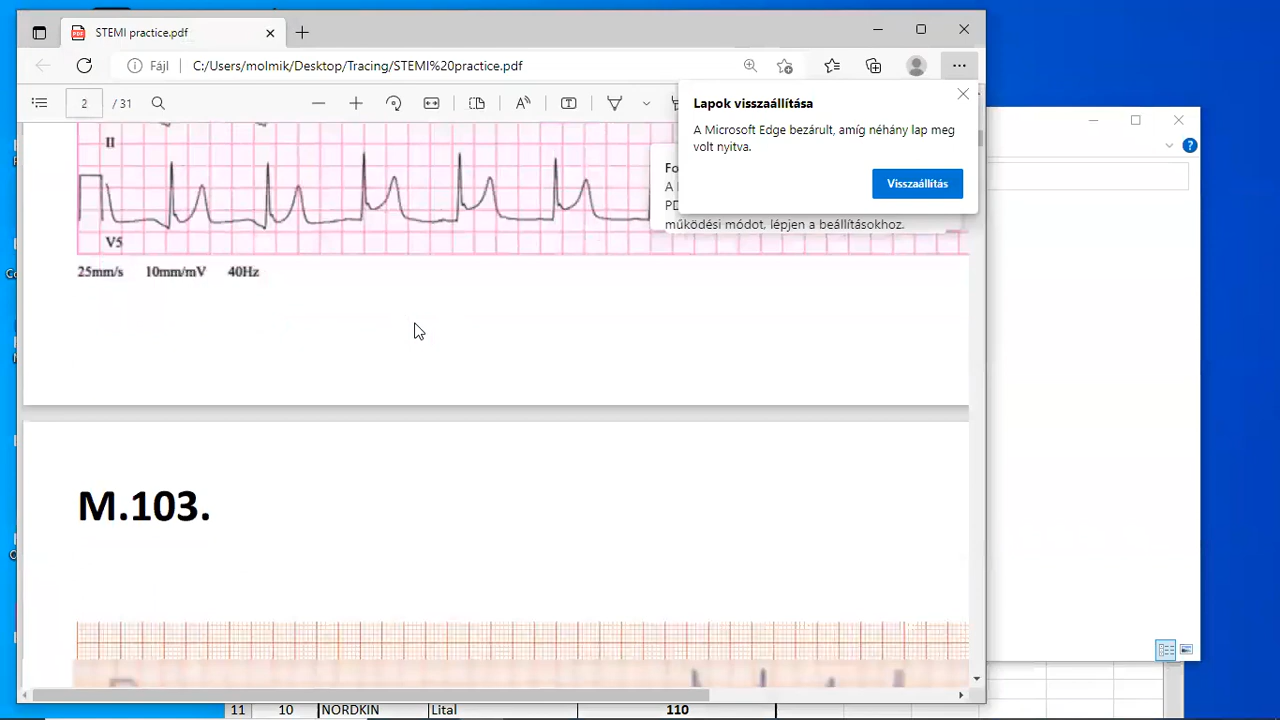 STEMI practice.pdf
Fájl C:/Users/molmik/Desktop/Tracing/STEMI%20practice.pdf
2 / 31
Lapok visszaállítása
A Microsoft Edge bezárult, amíg néhány lap meg
volt nyitva.
Visszaállítás
működési módot, lépjen a beállításokhoz.
II
V5
25mm/s 10mm/mV 40Hz
M.103.
11 10 NORDKIN Lital 110